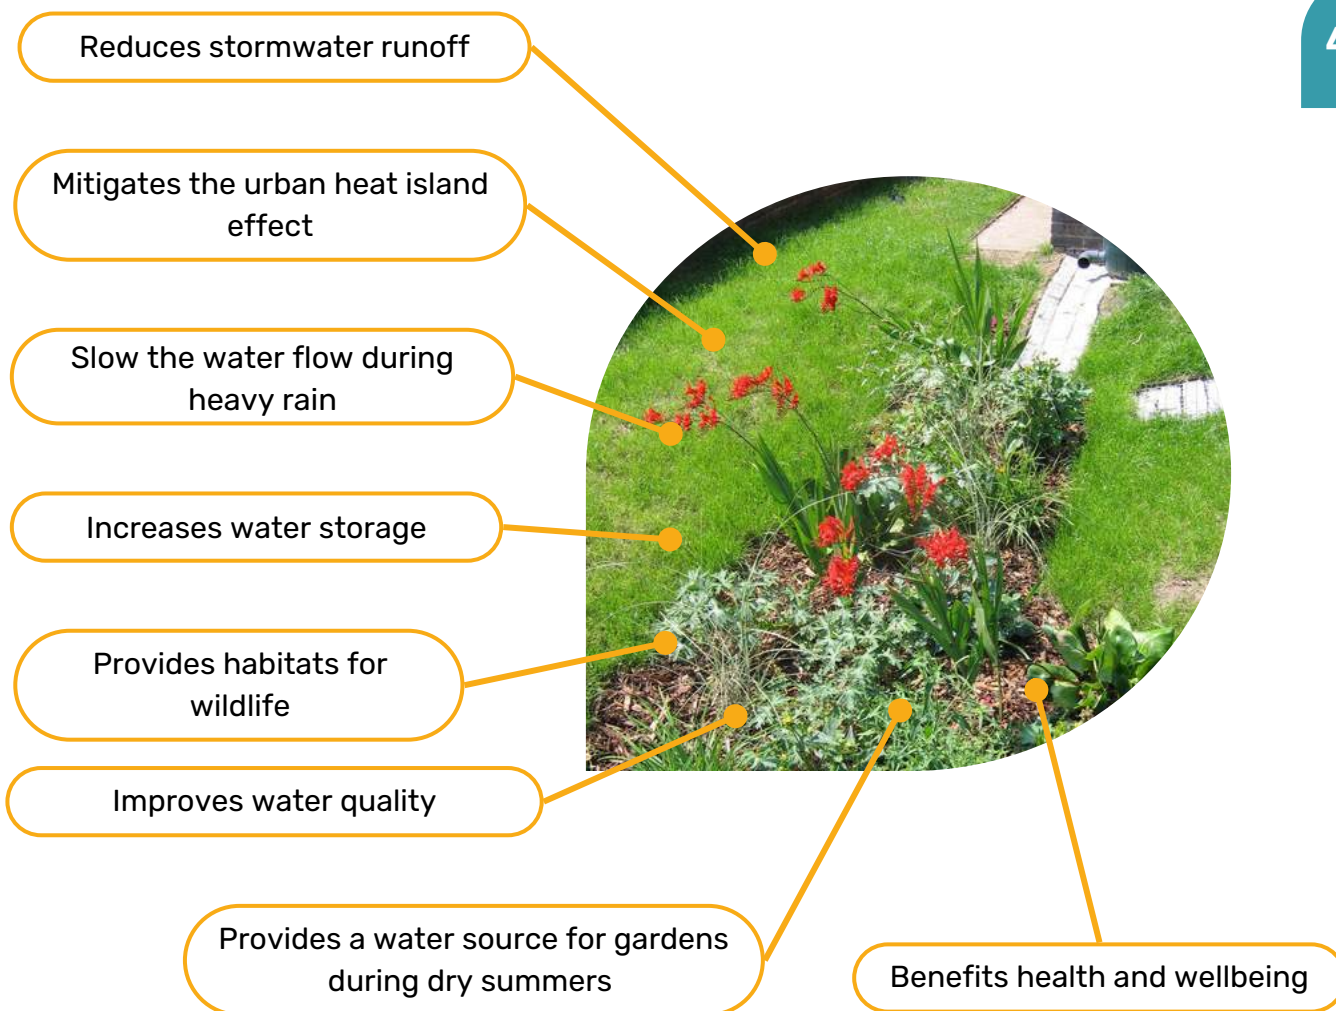 Reduces stormwater runoff
Mitigates the urban heat island
effect
Slow the water flow during
heavy rain
Increases water storage
Provides habitats for
wildlife
Improves water quality
Provides a water source for gardens
during dry summers
Benefits health and wellbeing